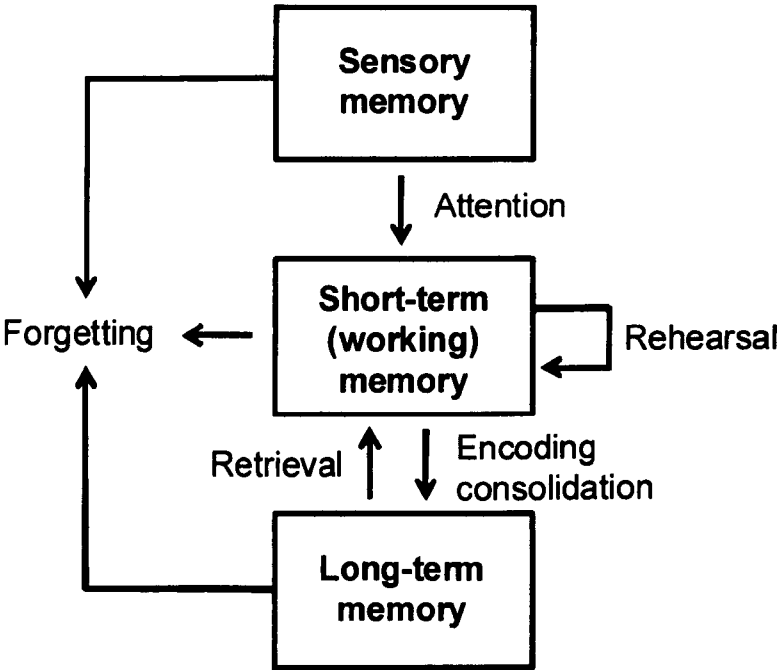 Sensory
memory
Attention
Short-term
(working)
memory
Forgetting
Rehearsal
Retrieval
Encoding
consolidation
Long-term
memory